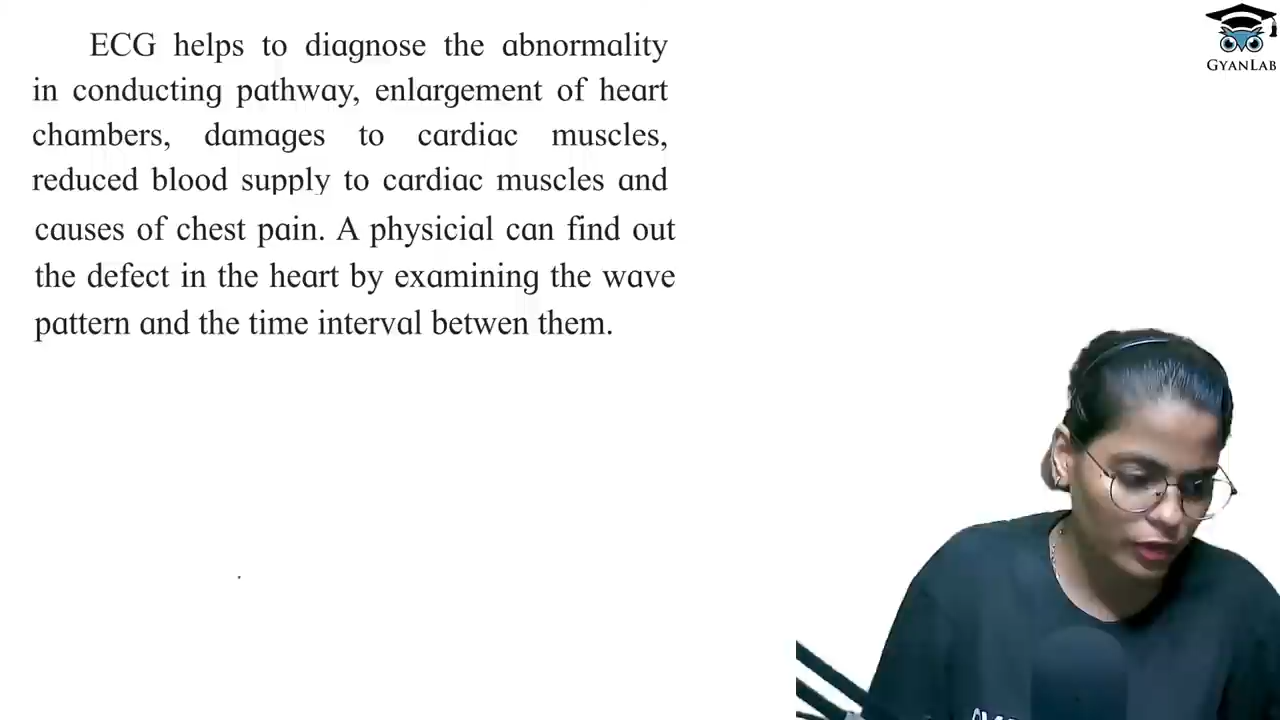 ECG helps to diagnose the abnormality
in conducting pathway, enlargement of heart
chambers, damages to cardiac muscles,
reduced blood supply to cardiac muscles and
causes of chest pain. A physicial can find out
the defect in the heart by examining the wave
pattern and the time interval betwen them.
GYANLAB